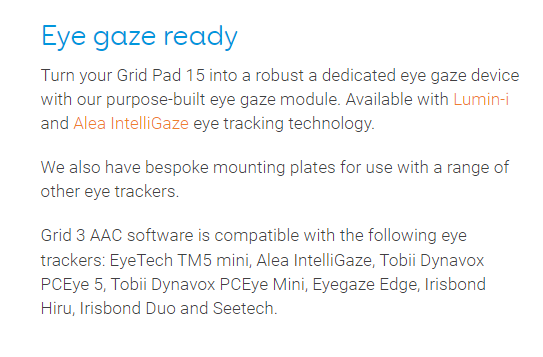 Eye gaze ready
Turn your Grid Pad 15 into a robust a dedicated eye gaze device
with our purpose-built eye gaze module. Available with Lumin-i
and Alea IntelliGaze eye tracking technology.
We also have bespoke mounting plates for use with a range of
other eye trackers.
Grid 3 AAC software is compatible with the following eye
trackers: EyeTech TM5 mini, Alea IntelliGaze, Tobii Dynavox
PCEye 5, Tobii Dynavox PCEye Mini, Eyegaze Edge, Irisbond
Hiru, Irisbond Duo and Seetech.